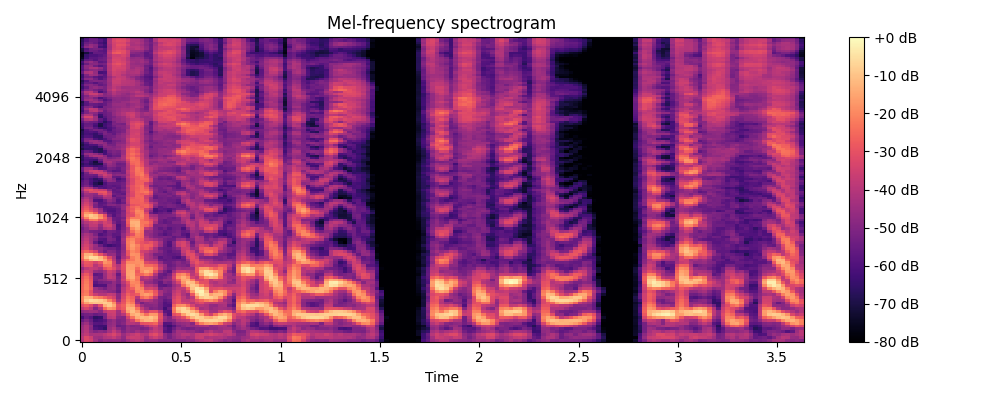 Mel-frequency spectrogram
Hz
4096
2048
1024
512
0
0 0.5 1 1.5 2 2.5 3 3.5
Time
+0 dB
-10 dB
-20 dB
-30 dB
-40 dB
-50 dB
-60 dB
-70 dB
-80 dB